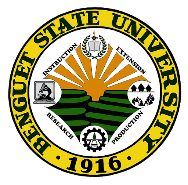 BENGUET STATE UNIVERSITY
INSTRUCTION
EXTENSION
RESEARCH
PRODUCTION
· 1916 ·